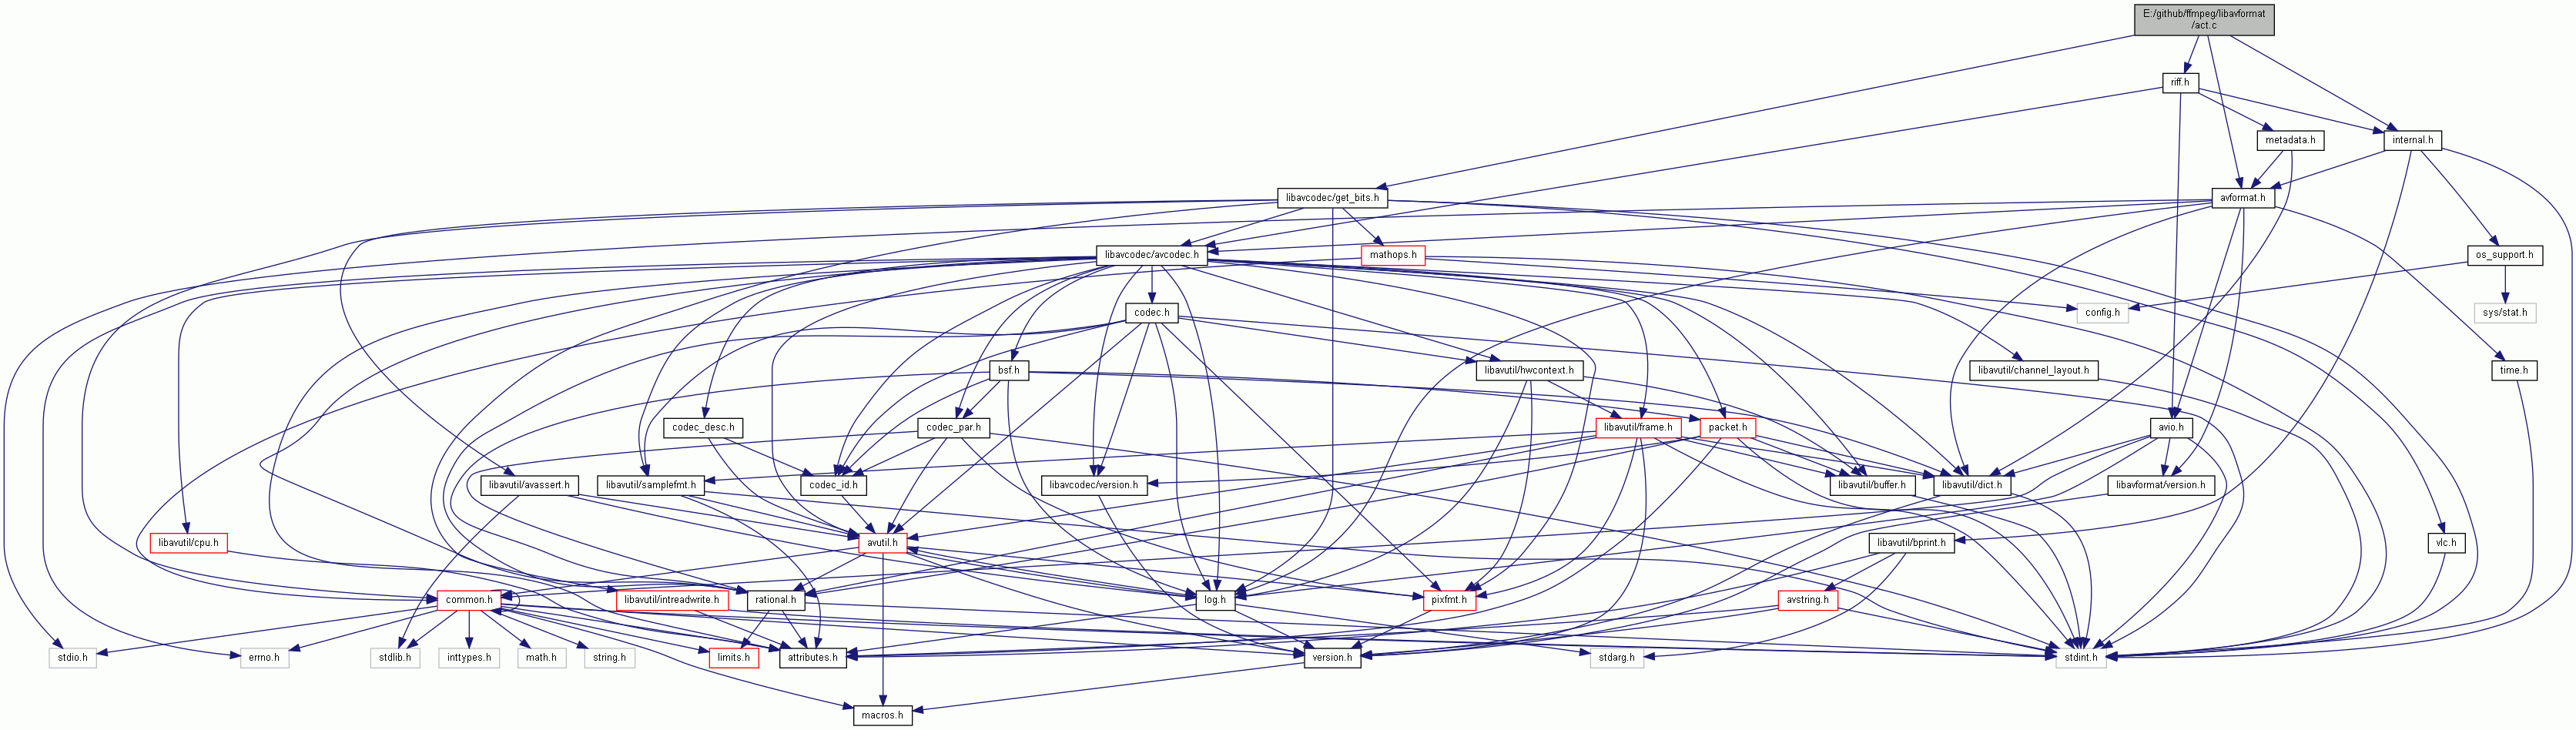 E:/github/ffmpeg/libavformat
/act.c
riff.h
metadata.h
internal.h
libavcodec/get_bits.h
avformat.h
libavcodec/avcodec.h
mathops.h
os_support.h
codec.h
config.h
sys/stat.h
bsf.h
libavutil/hwcontext.h
libavutil/channel_layout.h
time.h
codec_desc.h
codec_par.h
libavutil/frame.h
packet.h
avio.h
libavutil/avassert.h
libavutil/samplefmt.h
codec_id.h
libavcodec/version.h
libavutil/buffer.h
libavutil/dict.h
libavformat/version.h
libavutil/cpu.h
avutil.h
libavutil/bprint.h
vlc.h
common.h
libavutil/intreadwrite.h
rational.h
log.h
pixfmt.h
avstring.h
stdio.h
errno.h
stdlib.h
inttypes.h
math.h
string.h
limits.h
attributes.h
version.h
stdarg.h
stdint.h
macros.h